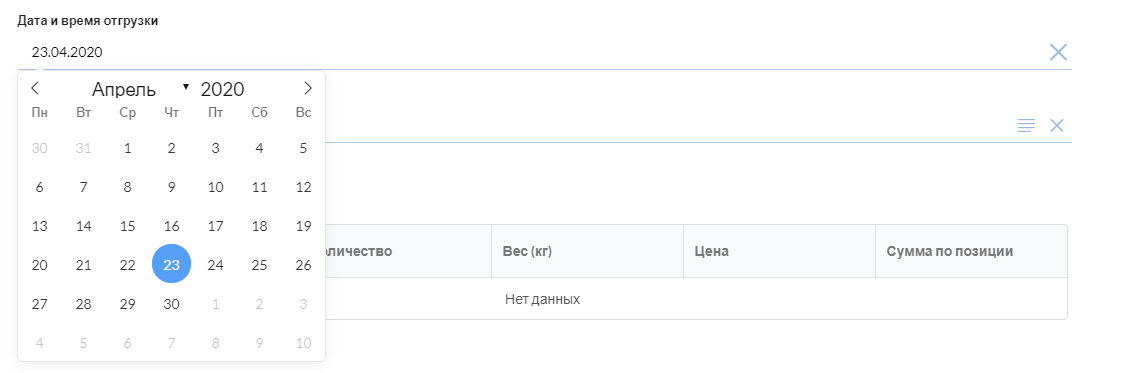 Дата и время отгрузки
23.04.2020
Апрель 2020
Пн Вт Ср Чт Пт Сб Вс
30 31 1 2 3 4 5
6 7 8 9 10 11 12
13 14 15 16 17 18 19
20 21 22 23 24 25 26
27 28 29 30 1 2 3
4 5 6 7 8 9 10
оличество Вес (кг) Цена Сумма по позиции
Нет данных